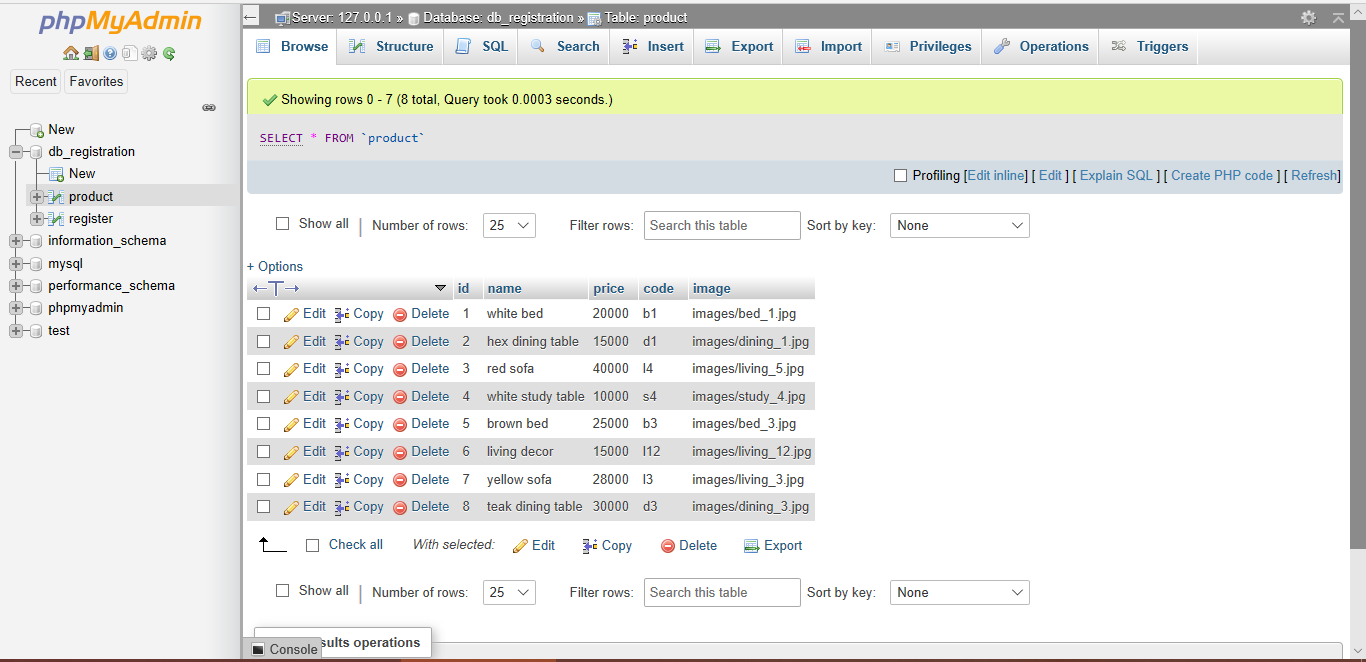 phpMyAdmin
Recent Favorites
New
db_registration
New
product
register
information_schema
mysql
performance_schema
phpmyadmin
test
Server: 127.0.0.1 » Database: db_registration » Table: product
Browse Structure SQL Search Insert Export Import Privileges Operations Triggers
Showing rows 0 - 7 (8 total, Query took 0.0003 seconds.)
SELECT * FROM `product`
Profiling [Edit inline] [ Edit ] [ Explain SQL ] [ Create PHP code ] [ Refresh]
Show all | Number of rows: 25 Filter rows: Search this table Sort by key: None
+ Options
←T→ id name price code image
Edit Copy Delete 1 white bed 20000 b1 images/bed_1.jpg
Edit Copy Delete 2 hex dining table 15000 d1 images/dining_1.jpg
Edit Copy Delete 3 red sofa 40000 l4 images/living_5.jpg
Edit Copy Delete 4 white study table 10000 s4 images/study_4.jpg
Edit Copy Delete 5 brown bed 25000 b3 images/bed_3.jpg
Edit Copy Delete 6 living decor 15000 l12 images/living_12.jpg
Edit Copy Delete 7 yellow sofa 28000 l3 images/living_3.jpg
Edit Copy Delete 8 teak dining table 30000 d3 images/dining_3.jpg
Check all With selected: Edit Copy Delete Export
Show all | Number of rows: 25 Filter rows: Search this table Sort by key: None
sults operations
Console